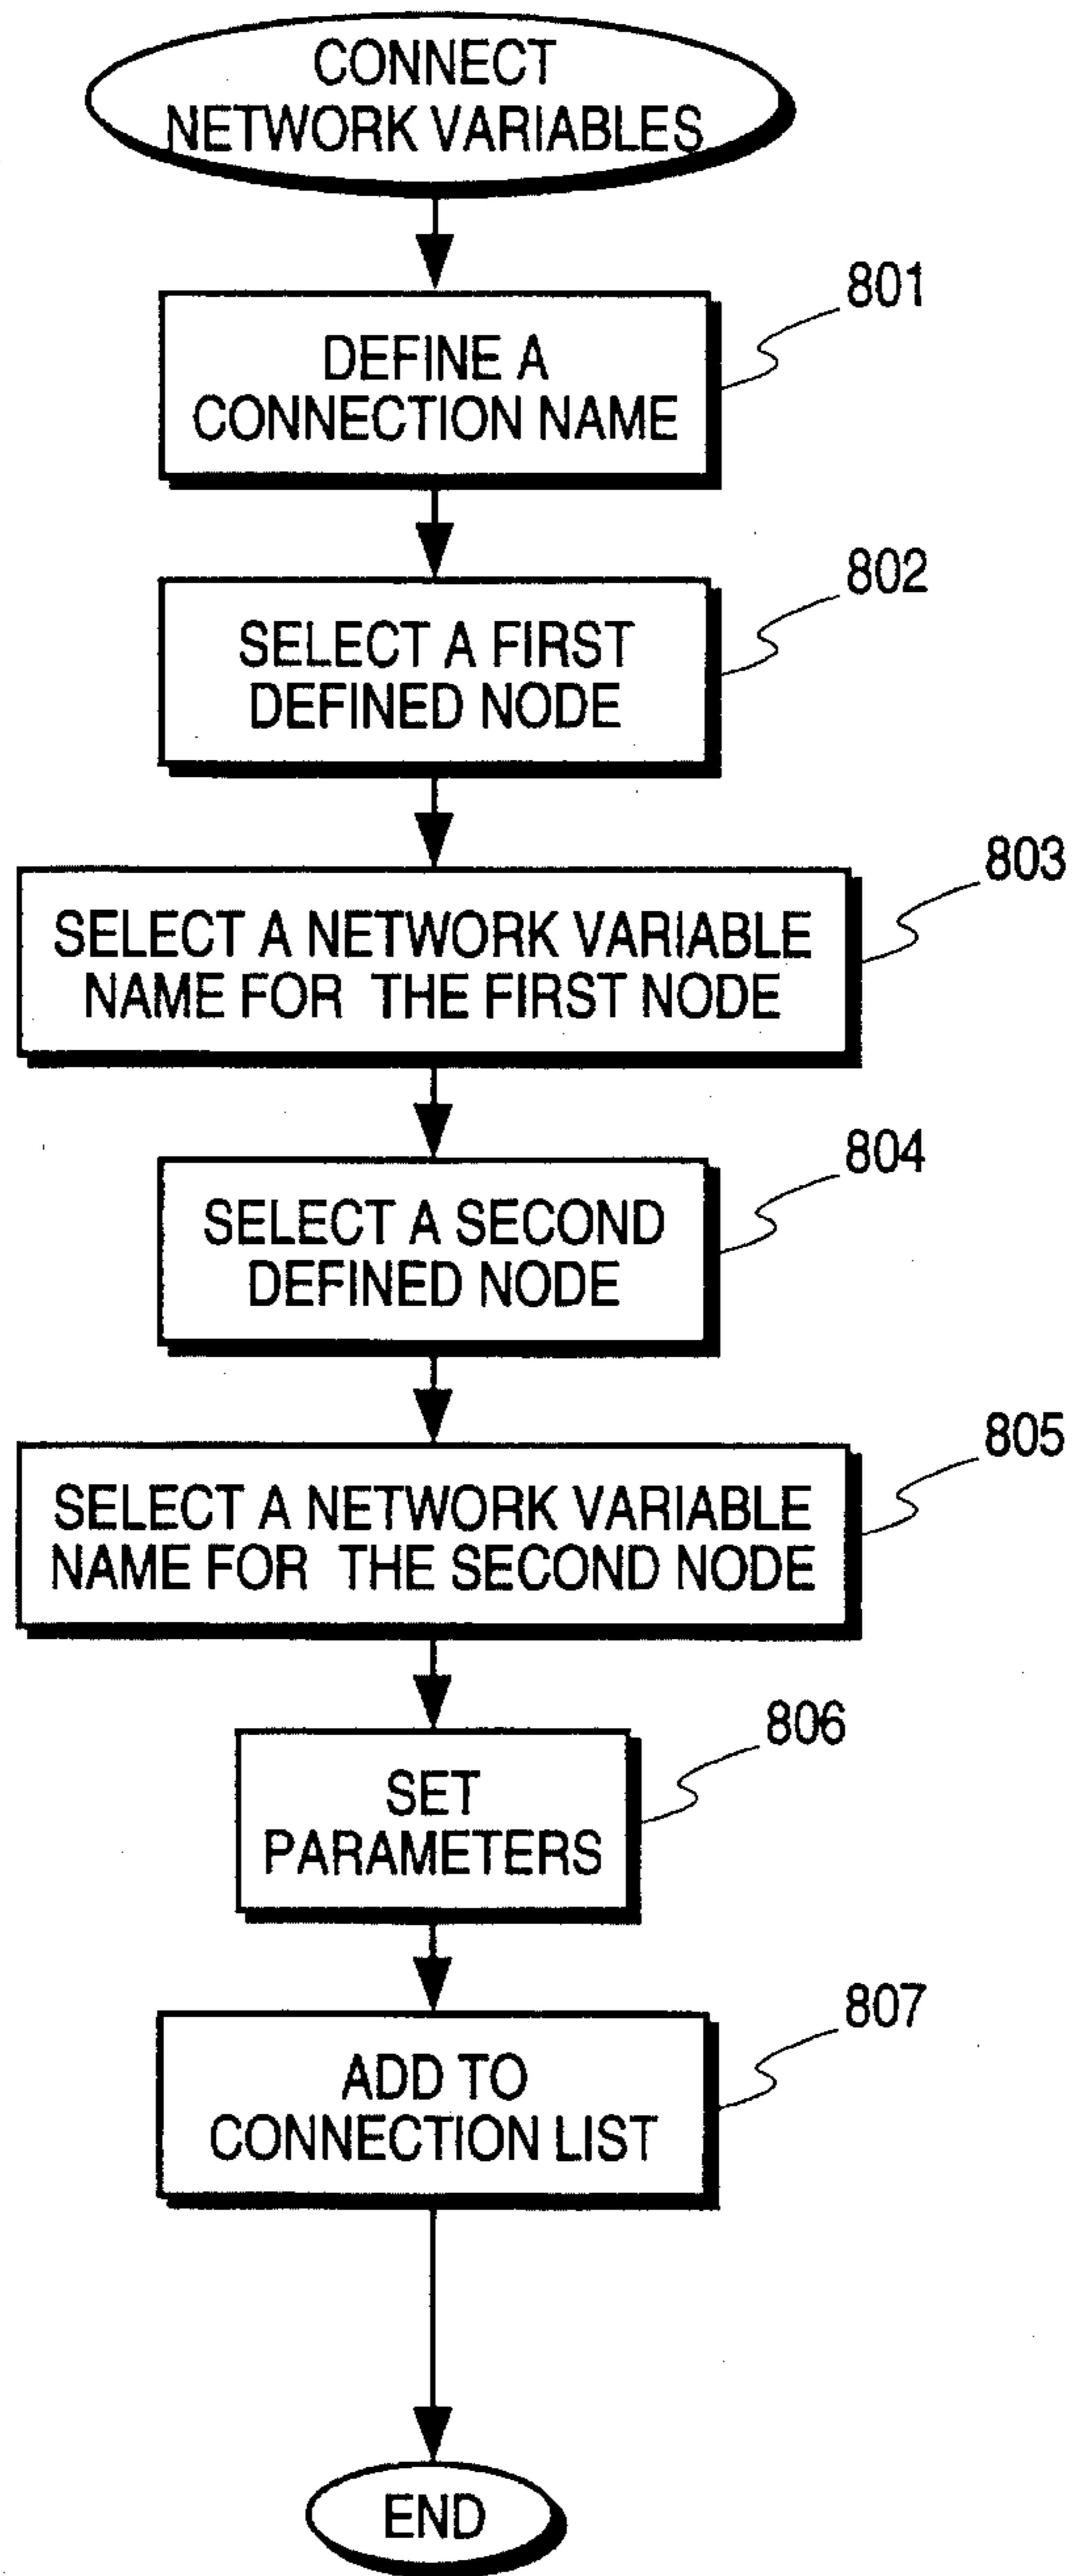 CONNECT
NETWORK VARIABLES
801
DEFINE A
CONNECTION NAME
802
SELECT A FIRST
DEFINED NODE
803
SELECT A NETWORK VARIABLE
NAME FOR THE FIRST NODE
804
SELECT A SECOND
DEFINED NODE
805
SELECT A NETWORK VARIABLE
NAME FOR THE SECOND NODE
806
SET
PARAMETERS
807
ADD TO
CONNECTION LIST
END